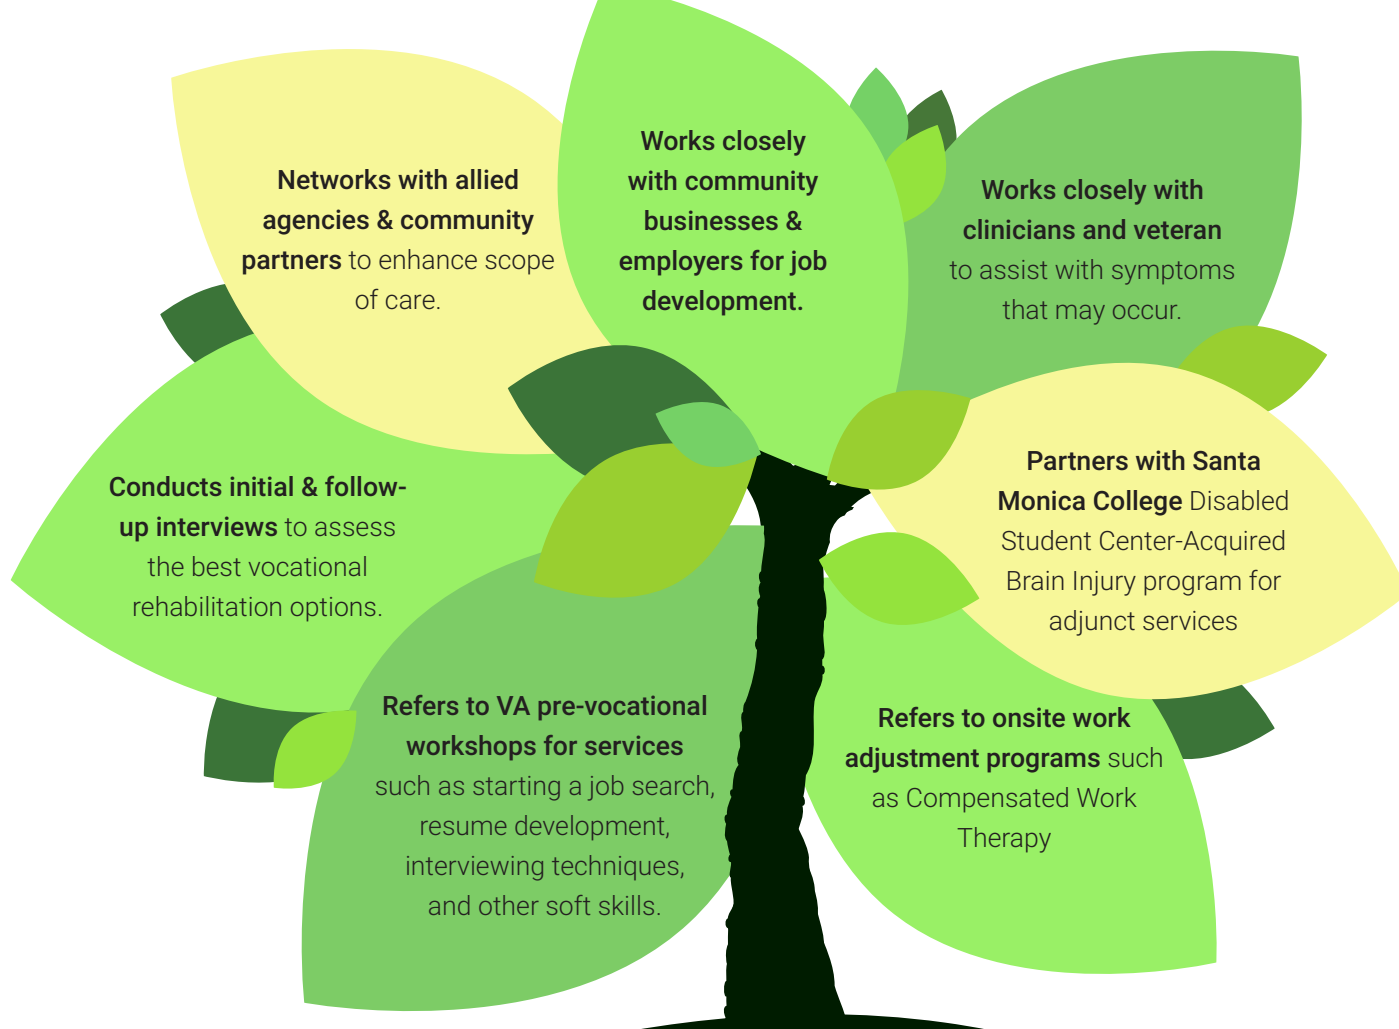 Networks with allied
agencies & community
partners to enhance scope
of care.
Works closely
with community
businesses &
employers for job
development.
Works closely with
clinicians and veteran
to assist with symptoms
that may occur.
Conducts initial & follow-
up interviews to assess
the best vocational
rehabilitation options.
Partners with Santa
Monica College Disabled
Student Center-Acquired
Brain Injury program for
adjunct services
Refers to VA pre-vocational
workshops for services
such as starting a job search,
resume development,
interviewing techniques,
and other soft skills.
Refers to onsite work
adjustment programs such
as Compensated Work
Therapy